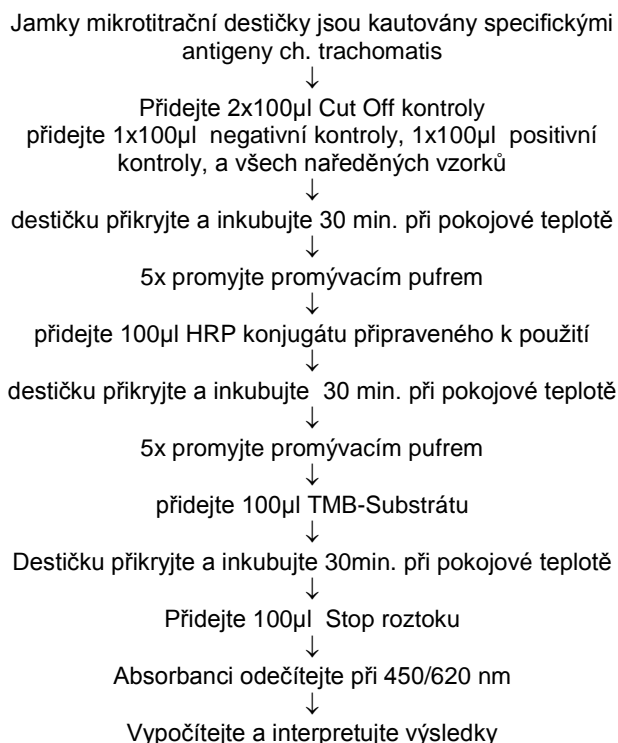 Jamky mikrotitrační destičky jsou kautovány specifickými
antigeny ch. trachomatis
↓
Přidejte 2x100µl Cut Off kontroly
přidejte 1x100µl negativní kontroly, 1x100µl positivní
kontroly, a všech naředěných vzorků
↓
destičku přikryjte a inkubujte 30 min. při pokojové teplotě
↓
5x promyjte promývacím pufrem
↓
přidejte 100µl HRP konjugátu připraveného k použití
↓
destičku přikryjte a inkubujte 30 min. při pokojové teplotě
↓
5x promyjte promývacím pufrem
↓
přidejte 100µl TMB-Substrátu
↓
Destičku přikryjte a inkubujte 30min. při pokojové teplotě
↓
Přidejte 100µl Stop roztoku
↓
Absorbanci odečítejte při 450/620 nm
↓
Vypočítejte a interpretujte výsledky